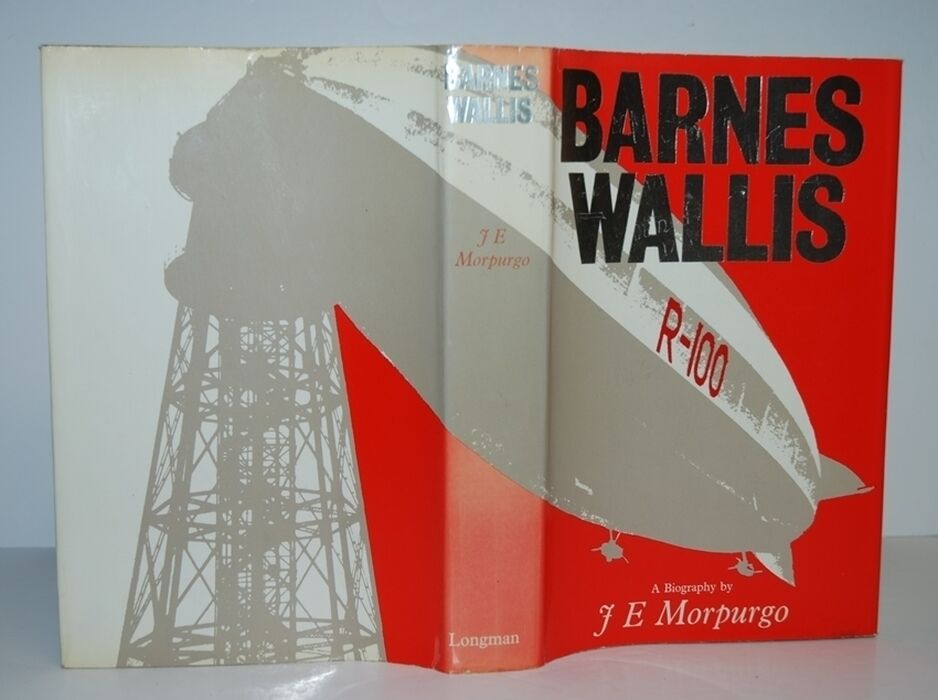 BARNES
WALLIS
J E
Morpurgo
Longman
BARNES
WALLIS
R-100
A Biography by
J E Morpurgo